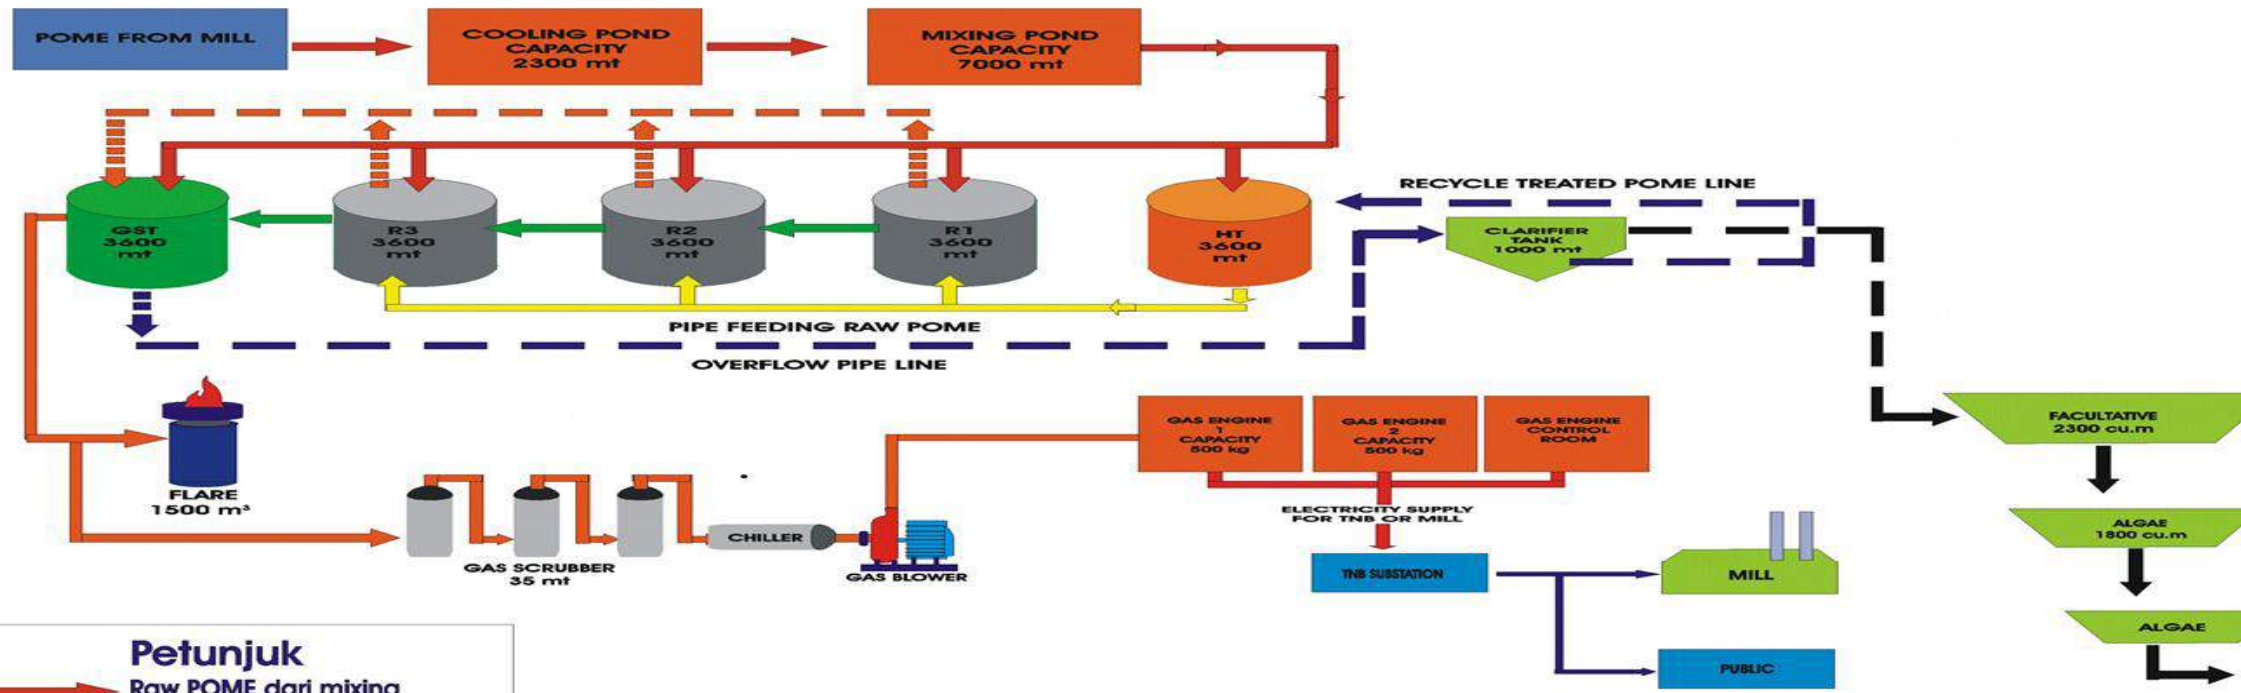 POME FROM MILL
COOLING POND
CAPACITY
2300 mt
MIXING POND
CAPACITY
7000 mt
RECYCLE TREATED POME LINE
GST
3600
mt
R3
3600
mt
R2
3600
mt
R1
3600
mt
HT
3600
mt
CLARIFIER
TANK
1000 mt
PIPE FEEDING RAW POME
OVERFLOW PIPE LINE
FLARE
1500 m³
GAS SCRUBBER
35 mt
CHILLER
GAS BLOWER
GAS ENGINE
1
CAPACITY
500 kg
GAS ENGINE
2
CAPACITY
500 kg
GAS ENGINE
CONTROL
ROOM
ELECTRICITY SUPPLY
FOR TNB OR MILL
TNB SUBSTATION
MILL
PUBLIC
FACULTATIVE
2300 cu.m
ALGAE
1800 cu.m
ALGAE
Petunjuk
Raw POME dari mixing